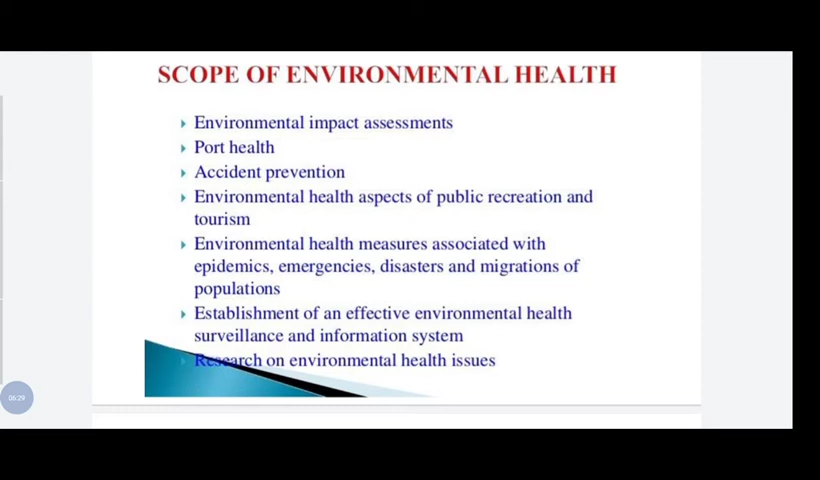 SCOPE OF ENVIRONMENTAL HEALTH
Environmental impact assessments
Port health
Accident prevention
Environmental health aspects of public recreation and
tourism
Environmental health measures associated with
epidemics, emergencies, disasters and migrations of
populations
Establishment of an effective environmental health
surveillance and information system
Research on environmental health issues
06:29